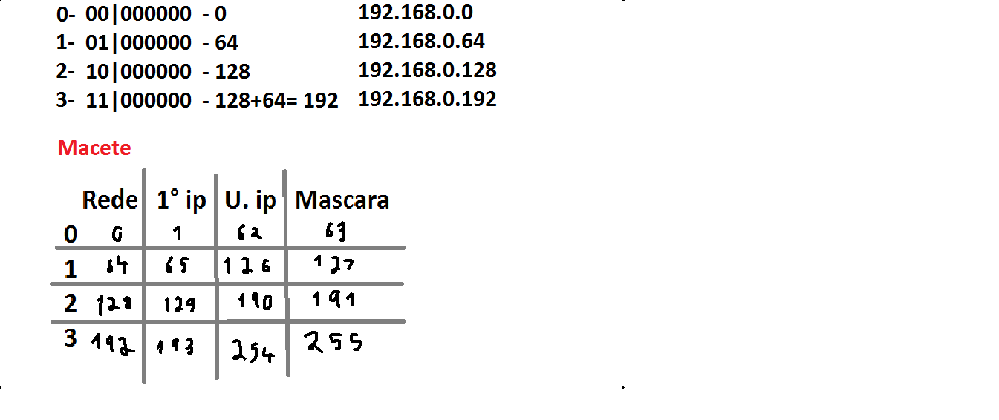 0- 00|000000 - 0 192.168.0.0
1- 01|000000 - 64 192.168.0.64
2- 10|000000 - 128 192.168.0.128
3- 11|000000 - 128+64= 192 192.168.0.192
Macete
Rede 1° ip U. ip Mascara
0 0 1 62 63
1 64 65 126 127
2 128 129 190 191
3 192 193 254 255